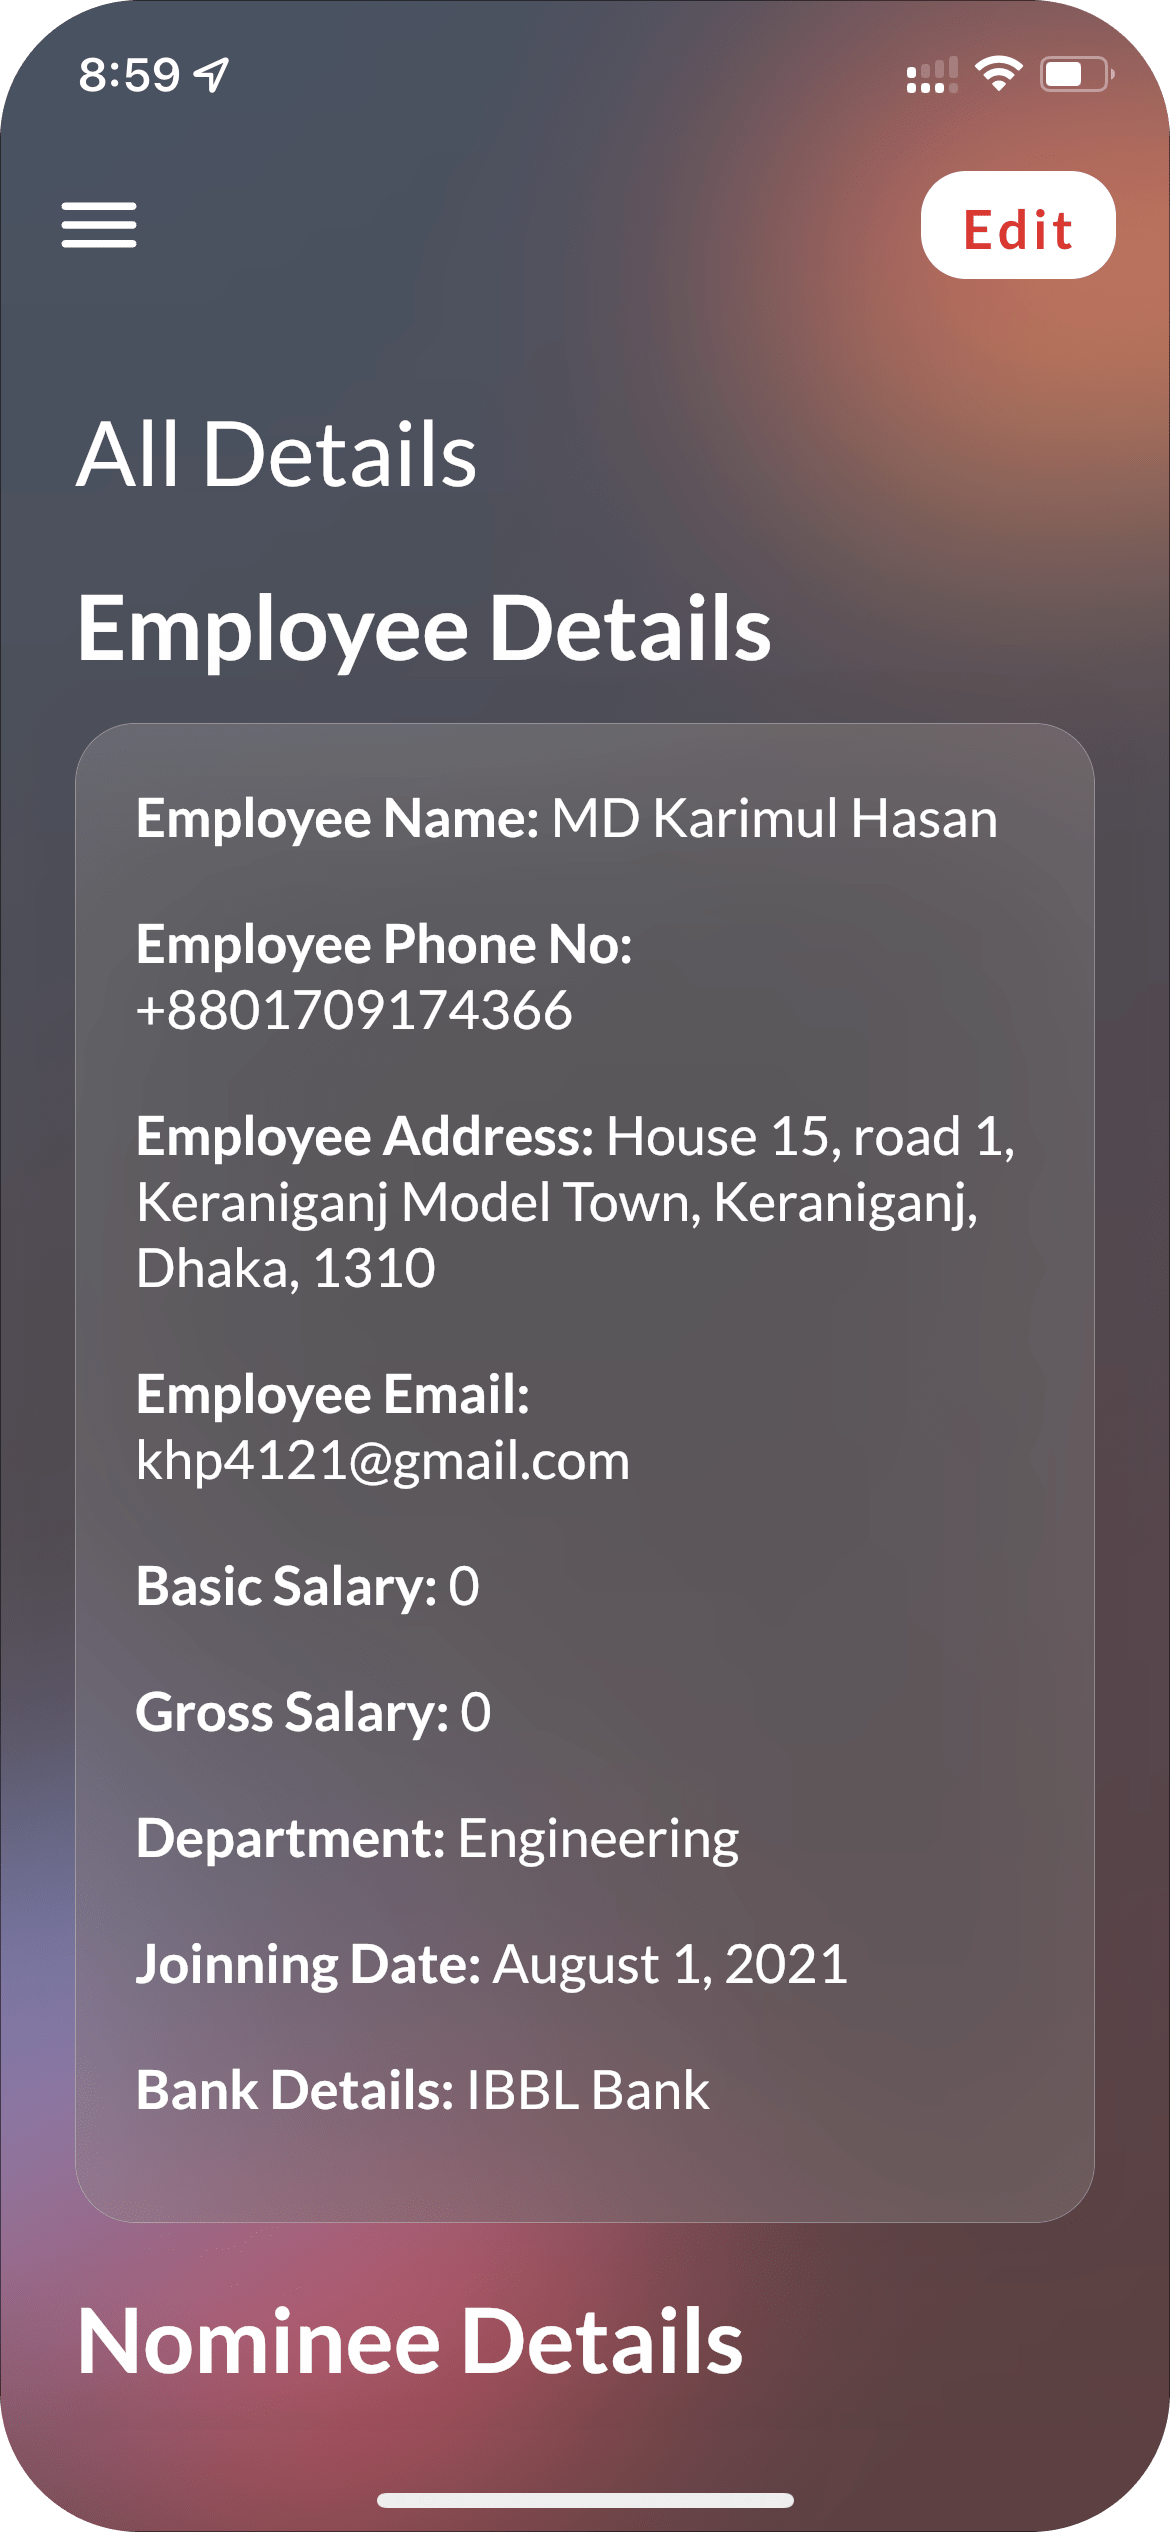 8:59
Edit
All Details
Employee Details
Employee Name: MD Karimul Hasan
Employee Phone No:
+8801709174366
Employee Address: House 15, road 1,
Keraniganj Model Town, Keraniganj,
Dhaka, 1310
Employee Email:
khp4121@gmail.com
Basic Salary: 0
Gross Salary: 0
Department: Engineering
Joinning Date: August 1, 2021
Bank Details: IBBL Bank
Nominee Details